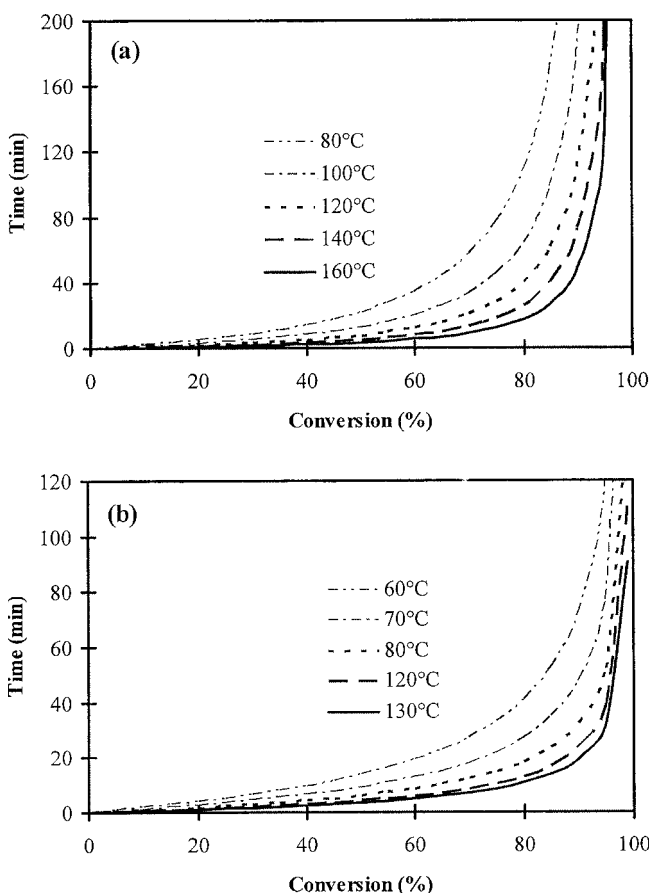 (a)
Time (min)
200
160
120
80
40
0
80°C
100°C
120°C
140°C
160°C
0 20 40 60 80 100
Conversion (%)
(b)
Time (min)
120
100
80
60
40
20
0
60°C
70°C
80°C
120°C
130°C
0 20 40 60 80 100
Conversion (%)